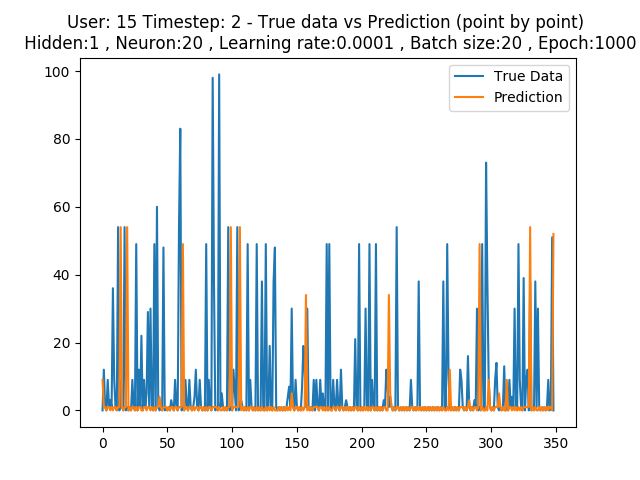 User: 15 Timestep: 2 - True data vs Prediction (point by point)
Hidden:1 , Neuron:20 , Learning rate:0.0001 , Batch size:20 , Epoch:1000
True Data
Prediction
100
80
60
40
20
0
0 50 100 150 200 250 300 350